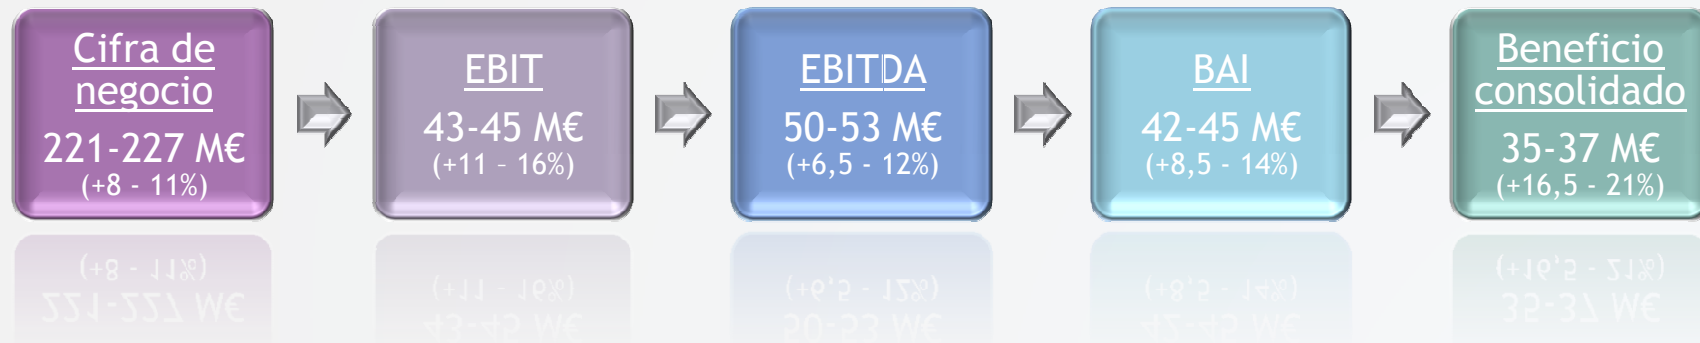 Cifra de
negocio
221-227 M€
(+8 - 11%)
EBIT
43-45 M€
(+11 - 16%)
EBITDA
50-53 M€
(+6,5 - 12%)
BAI
42-45 M€
(+8,5 - 14%)
Beneficio
consolidado
35-37 M€
(+16,5 - 21%)